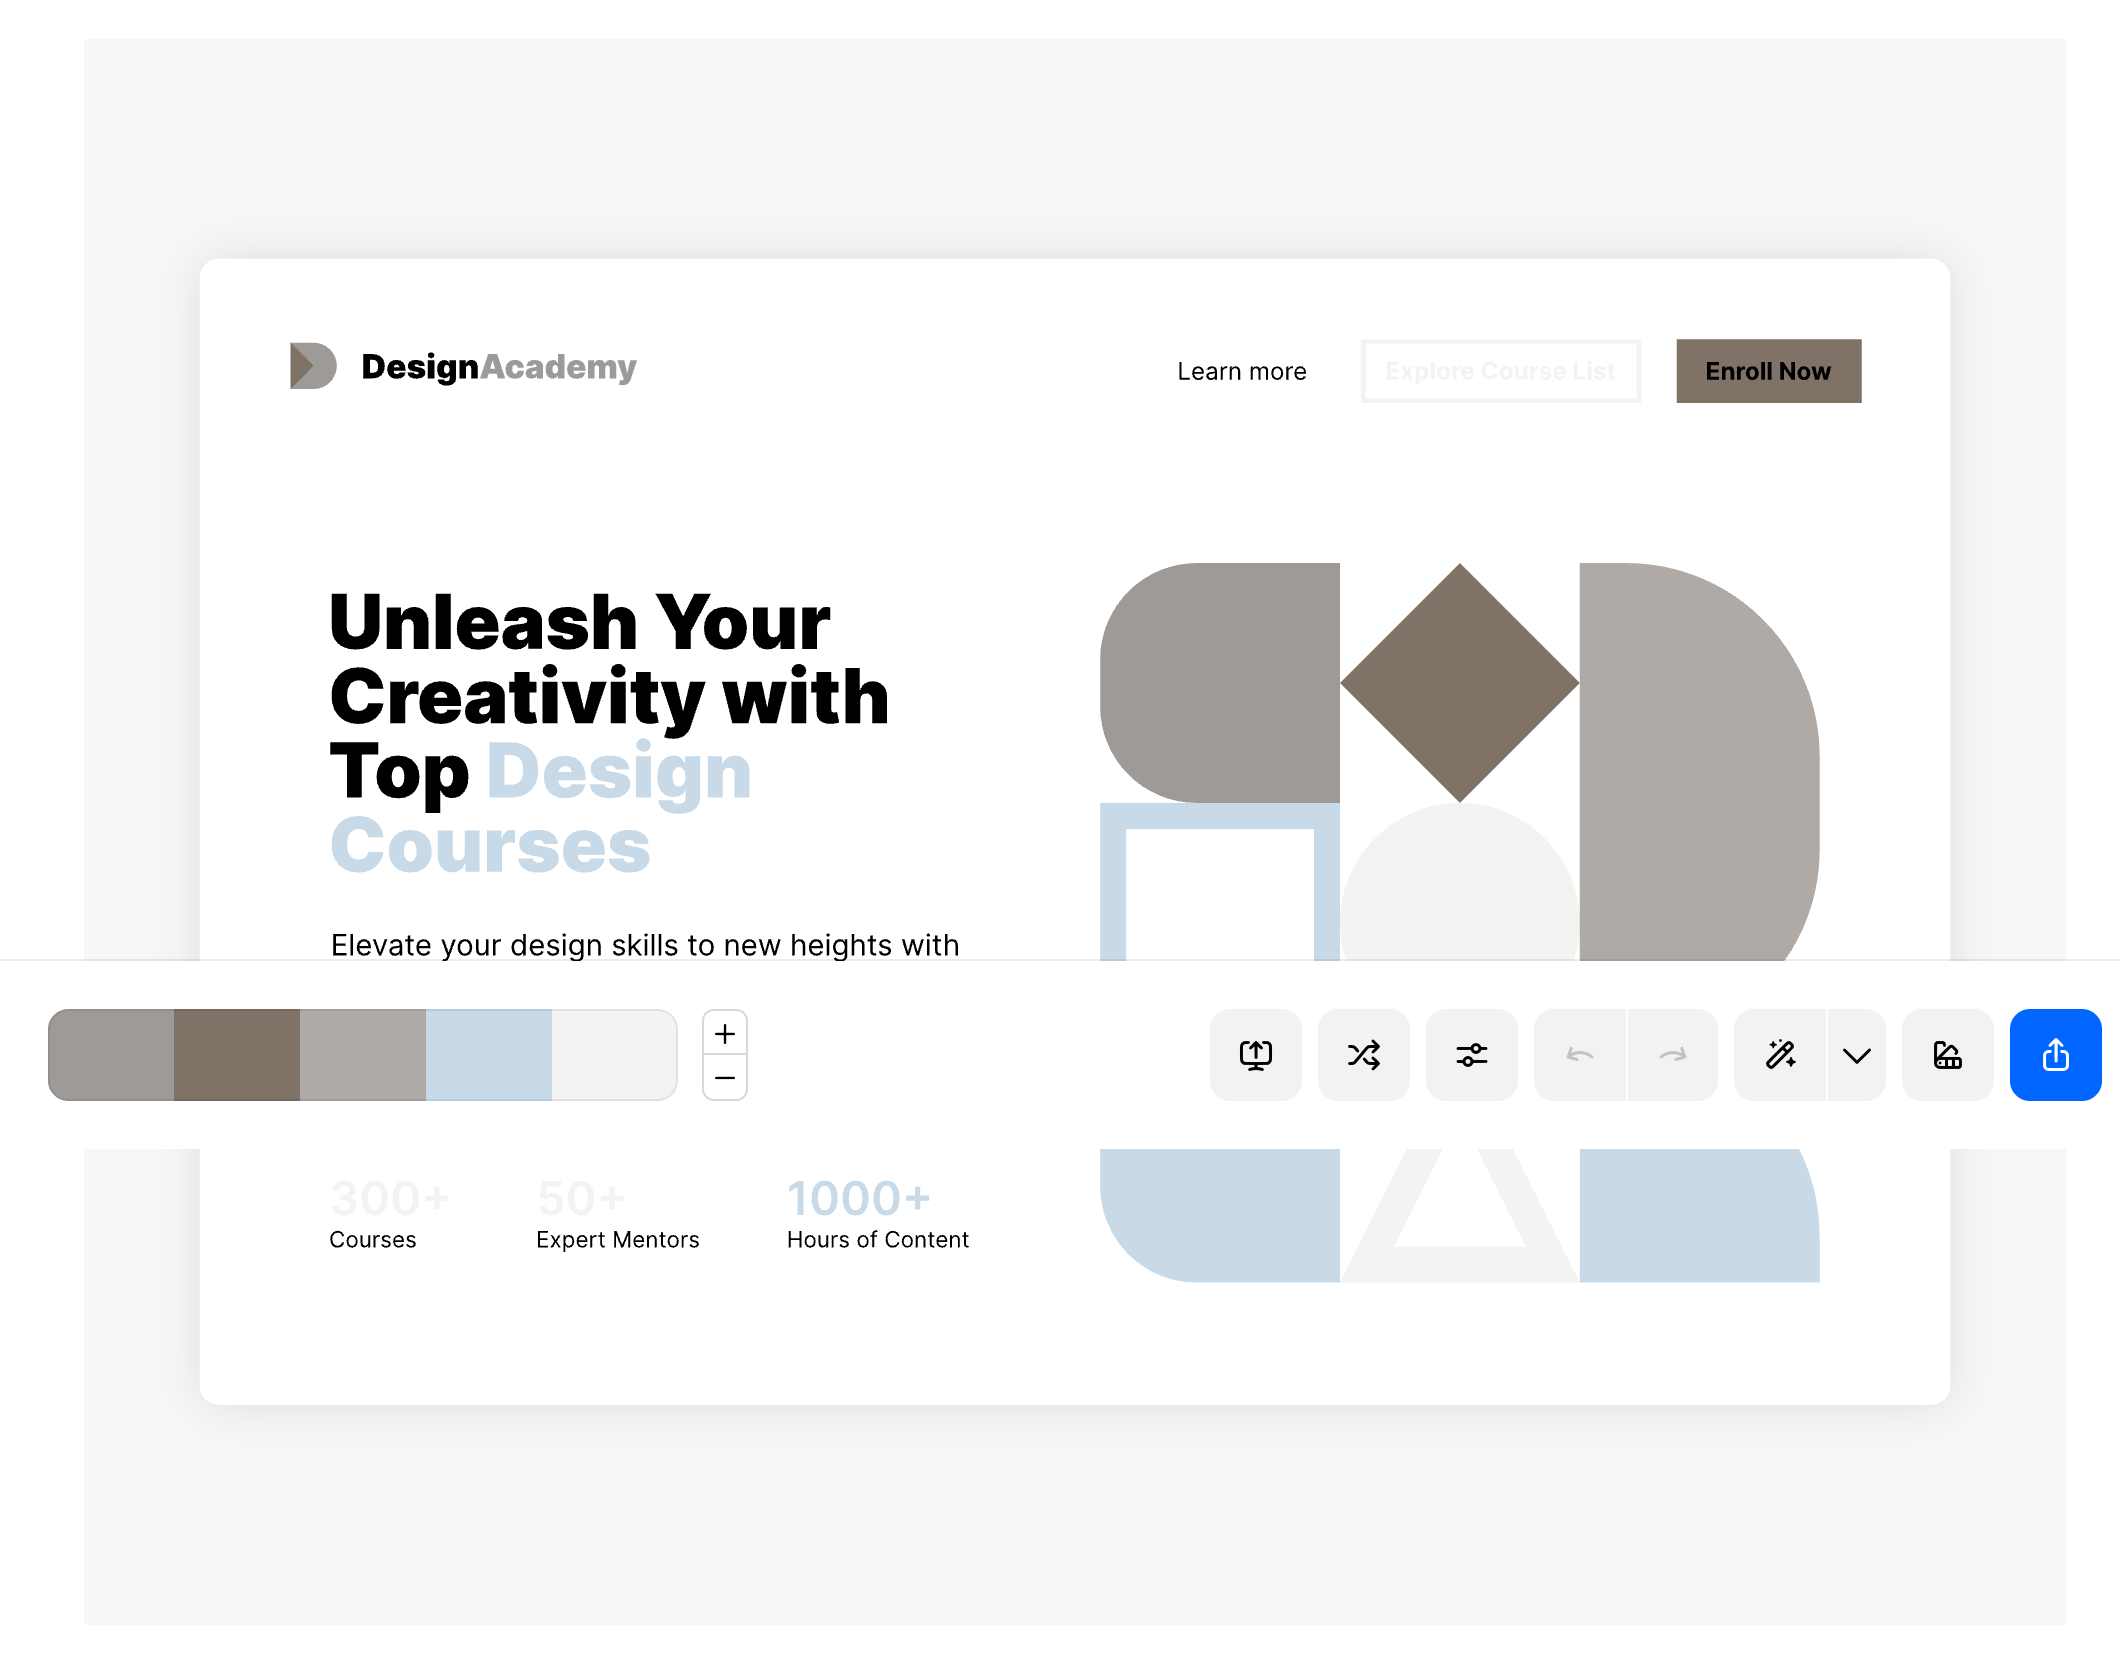 DesignAcademy
Learn more
Explore Course List
Enroll Now
Unleash Your
Creativity with
Top Design
Courses
Elevate your design skills to new heights with
300+
50+
1000+
Courses
Expert Mentors
Hours of Content